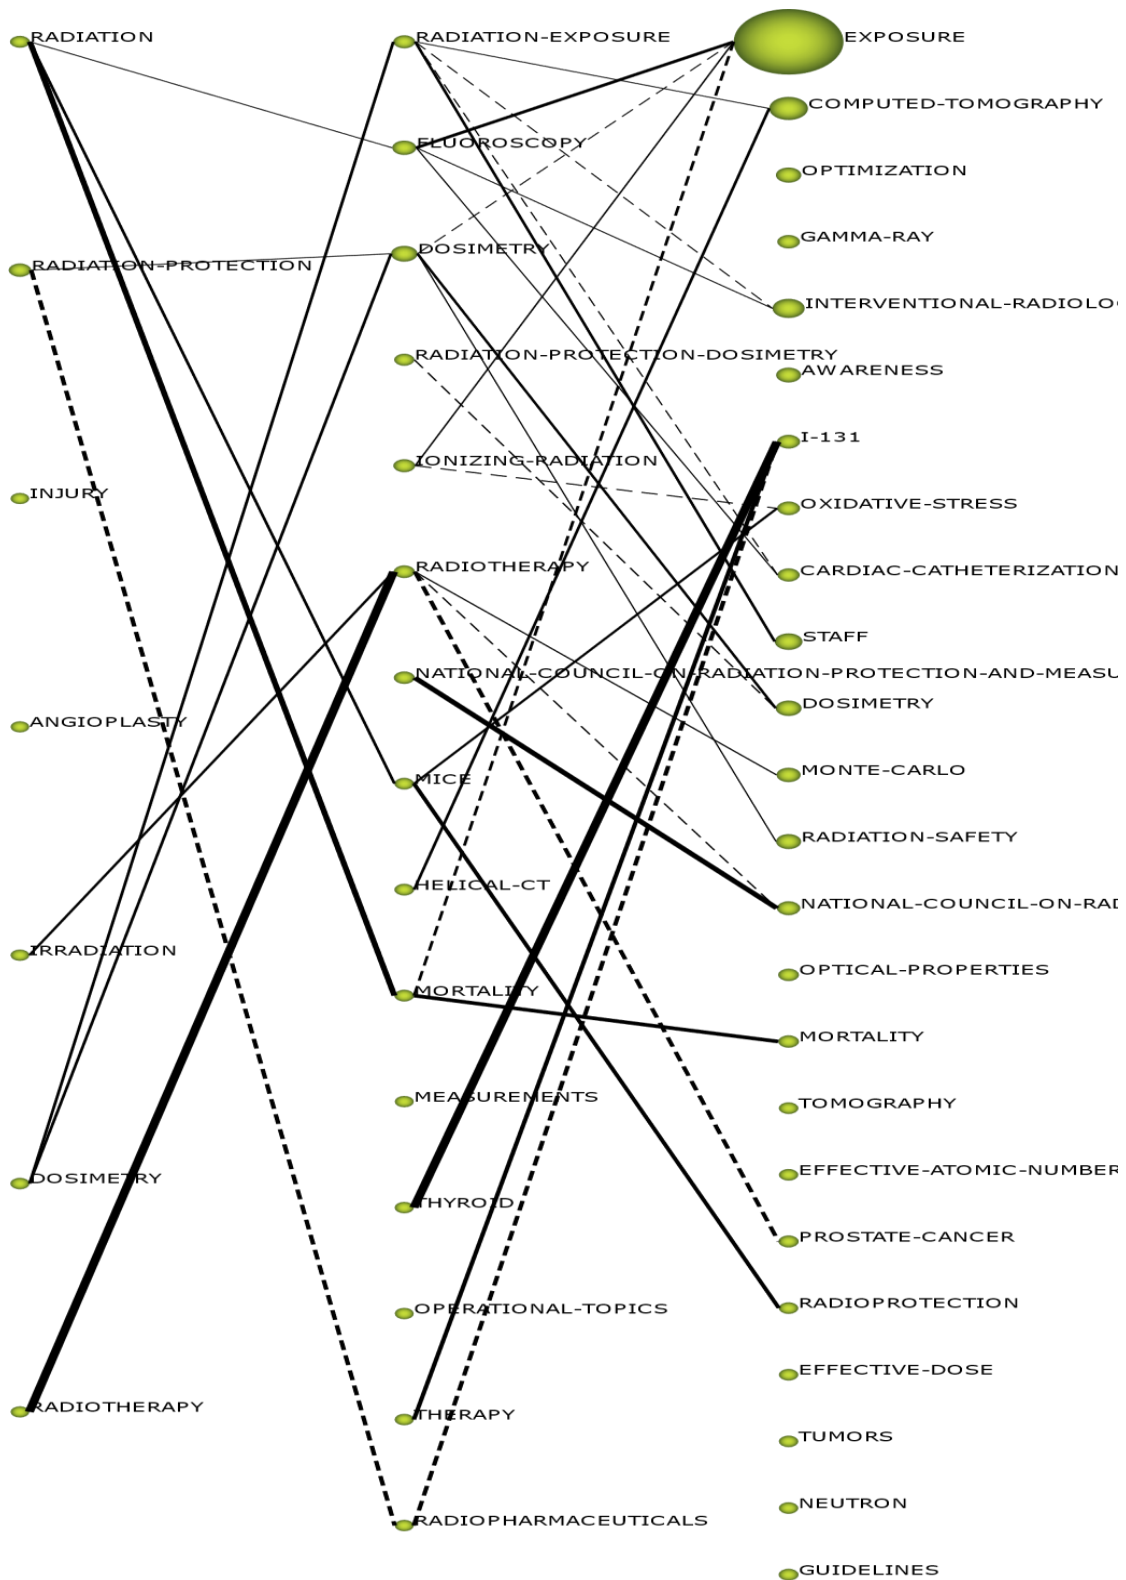 RADIATION
RADIATION-PROTECTION
INJURY
ANGIOPLASTY
IRRADIATION
DOSIMETRY
RADIOTHERAPY
RADIATION-EXPOSURE
FLUOROSCOPY
DOSIMETRY
RADIATION-PROTECTION-DOSIMETRY
IONIZING-RADIATION
RADIOTHERAPY
NATIONAL-COUNCIL-ON-RADIATION-PROTECTION-AND-MEASU
MICE
HELICAL-CT
MORTALITY
MEASUREMENTS
THYROID
OPERATIONAL-TOPICS
THERAPY
RADIOPHARMACEUTICALS
EXPOSURE
COMPUTED-TOMOGRAPHY
OPTIMIZATION
GAMMA-RAY
INTERVENTIONAL-RADIOLO
AWARENESS
I-131
OXIDATIVE-STRESS
CARDIAC-CATHETERIZATION
STAFF
DOSIMETRY
MONTE-CARLO
RADIATION-SAFETY
NATIONAL-COUNCIL-ON-RAD
OPTICAL-PROPERTIES
MORTALITY
TOMOGRAPHY
EFFECTIVE-ATOMIC-NUMBER
PROSTATE-CANCER
RADIOPROTECTION
EFFECTIVE-DOSE
TUMORS
NEUTRON
GUIDELINES